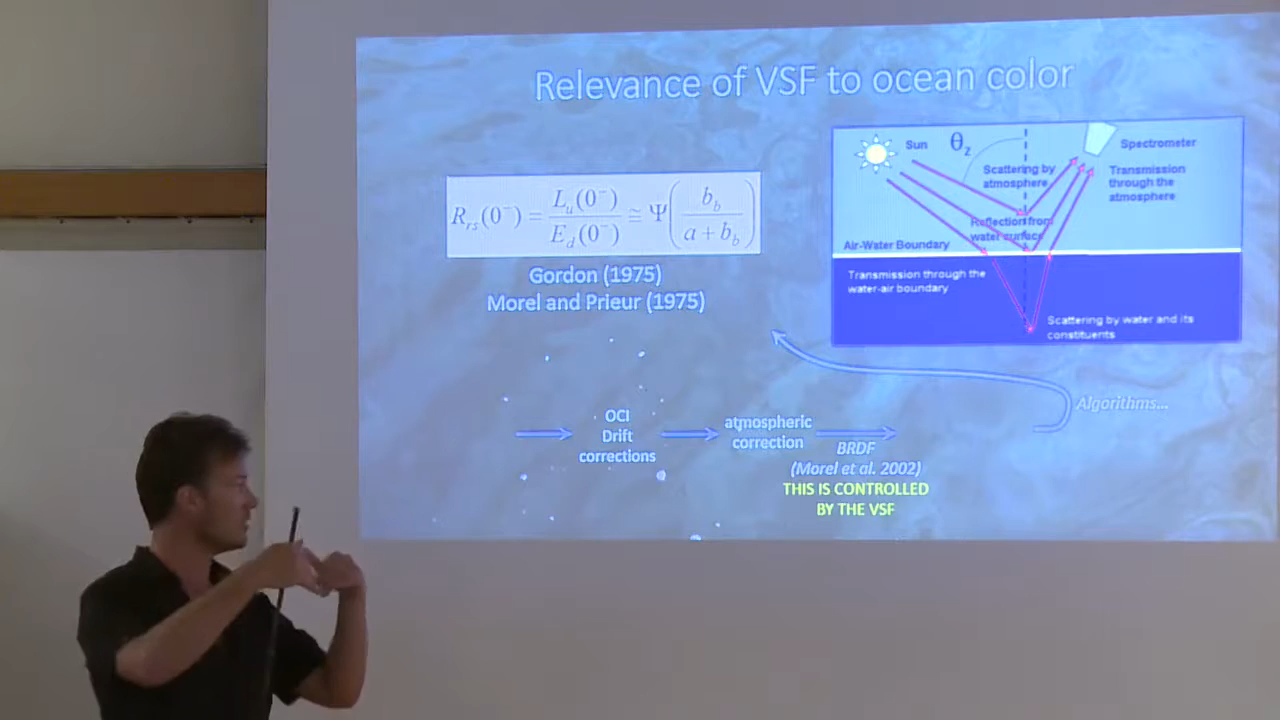 Relevance of VSF to ocean color
R_rs(0⁻) = L_u(0⁻) / E_d(0⁻) ≅ Ψ( b_b / (a + b_b) )
Gordon (1975)
Morel and Prieur (1975)
Sun
θ_z
Spectrometer
Scattering by
atmosphere
Transmission
through the
atmosphere
Reflection from
water surface
Air-Water Boundary
Transmission through the
water-air boundary
Scattering by water and its
constituents
Algorithms...
OCI
Drift
corrections
atmospheric
correction
BRDF
(Morel et al. 2002)
THIS IS CONTROLLED
BY THE VSF